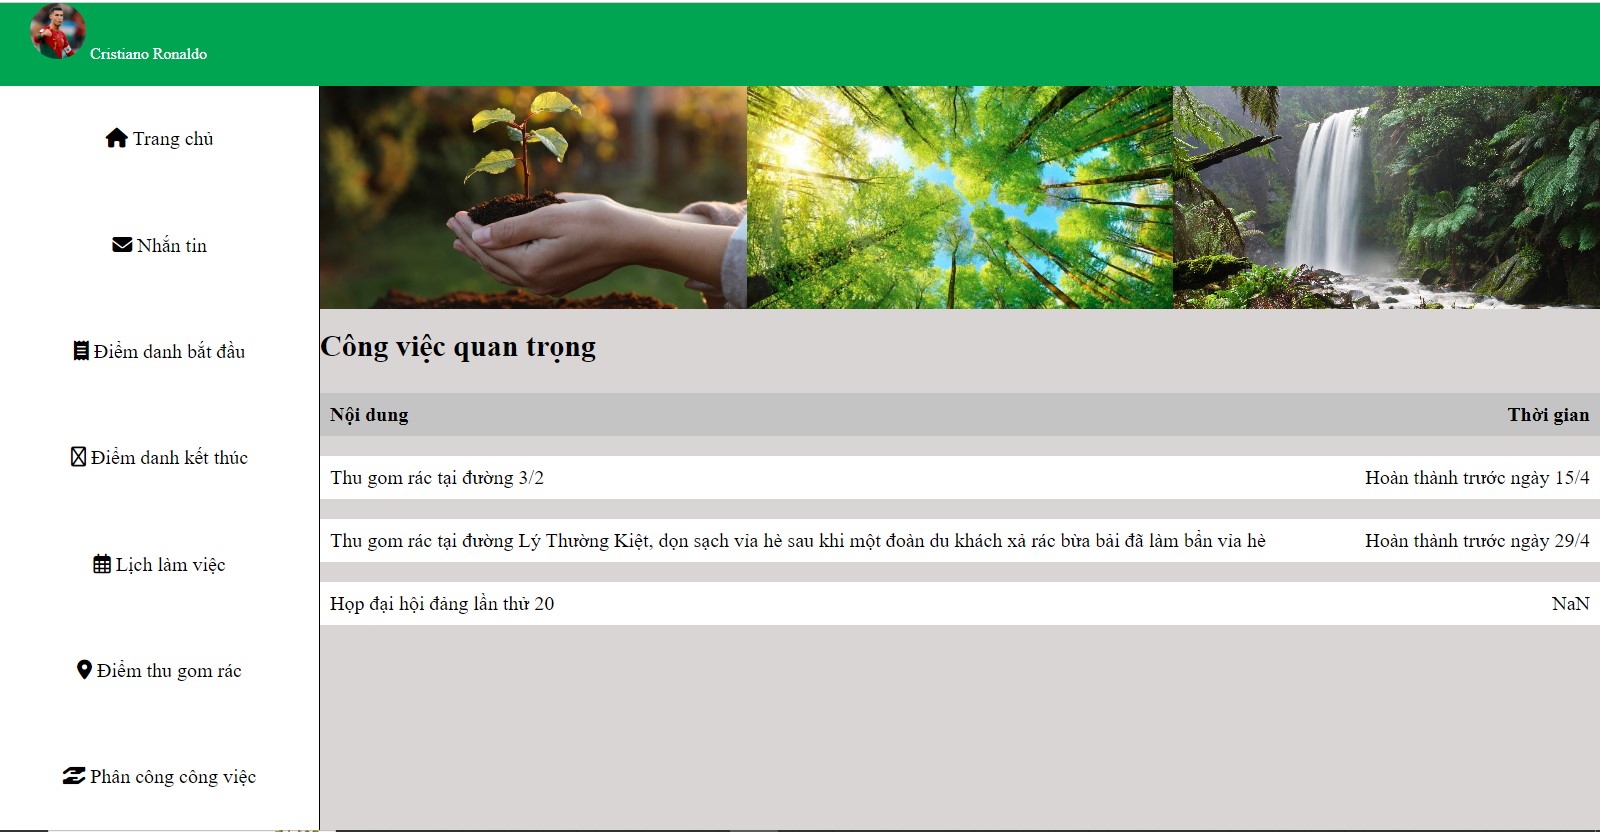 Cristiano Ronaldo
Trang chủ
Nhắn tin
Điểm danh bắt đầu
Điểm danh kết thúc
Lịch làm việc
Điểm thu gom rác
Phân công công việc
Công việc quan trọng
Nội dung Thời gian
Thu gom rác tại đường 3/2 Hoàn thành trước ngày 15/4
Thu gom rác tại đường Lý Thường Kiệt, dọn sạch vỉa hè sau khi một đoàn du khách xả rác bừa bãi đã làm bẩn vỉa hè Hoàn thành trước ngày 29/4
Họp đại hội đảng lần thứ 20 NaN